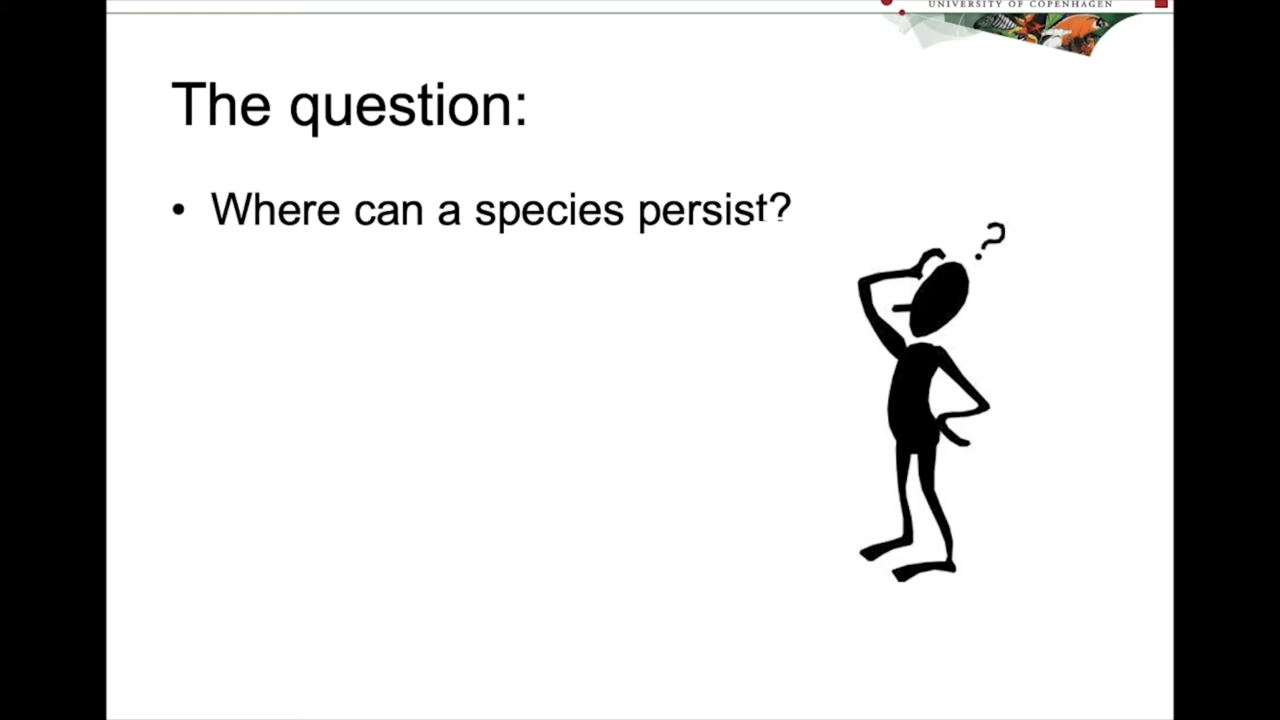 UNIVERSITY OF COPENHAGEN
The question:
• Where can a species persist?
?